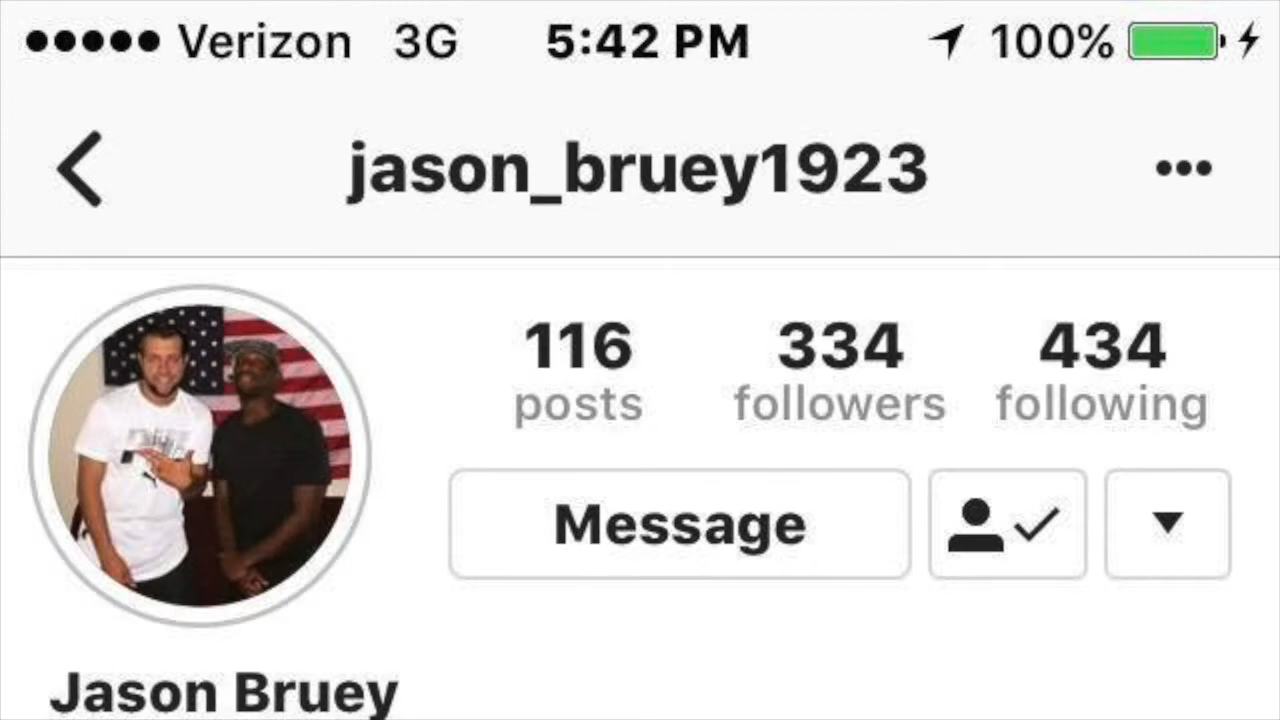 Verizon 3G 5:42 PM 100%
jason_bruey1923
116 334 434
posts followers following
Message
Jason Bruey